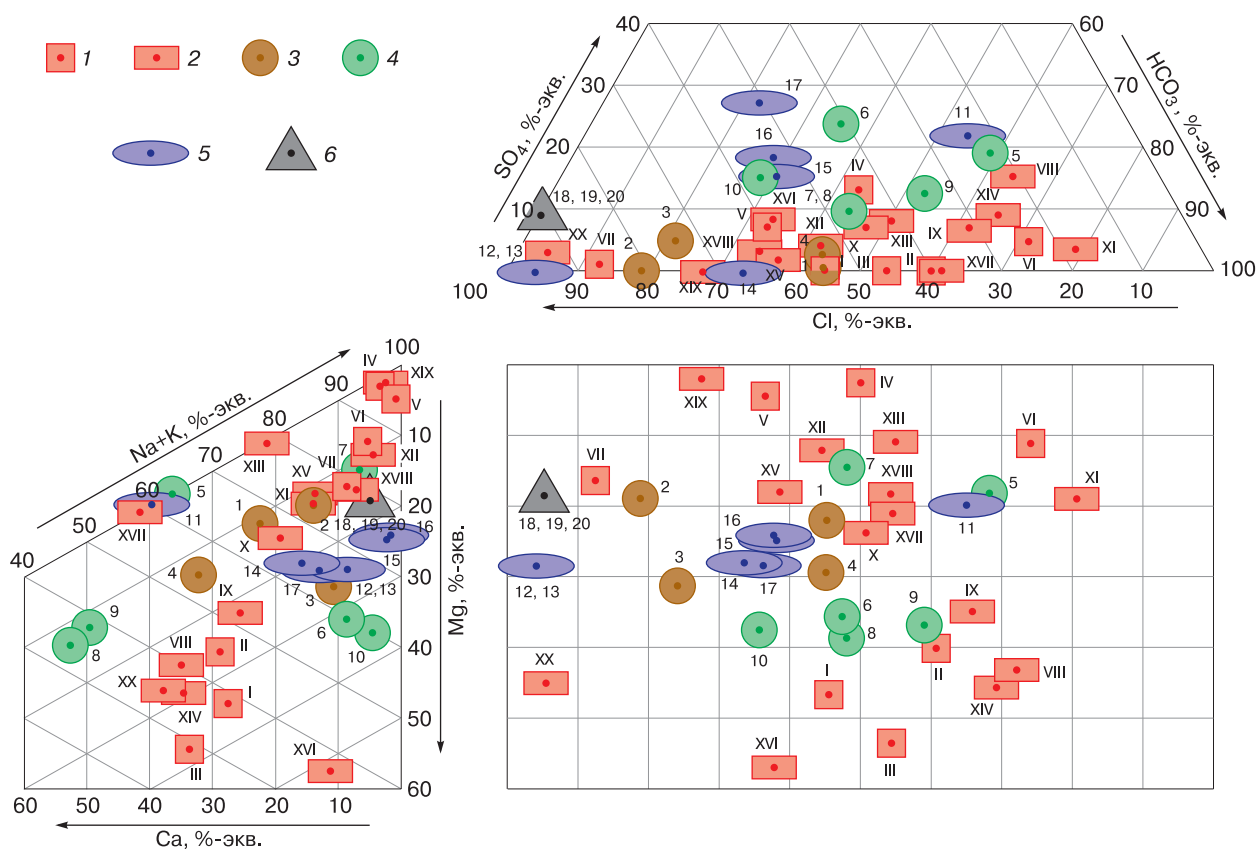 1 2 3 4
5 6
40 60
SO₄, %-экв.
HCO₃, %-экв.
30 70
20 80
10 90
17
6
11
16
5
15
IV
VIII
10
7, 8
9
18, 19, 20
XVI
XIV
3
V
XII
IX
XX
XVIII
4
X
XIII
VI
XI
12, 13
VII
2
1
I
III
II
XVII
XIX
XV
14
100 90 80 70 60 50 40 30 20 10 100
Cl, %-экв.
100
IV
XIX
90
V
Na+K, %-экв.
80
10
VI
70
XIII
VII
7
XII
XV
XVIII
60
5
XI
20
50
XVII
11
1
2
18, 19, 20
16
X
15
40
4
14
17
3
12, 13
30
IX
Mg, %-экв.
9
6
10
VIII
II
40
8
XX
XIV
I
50
XVI
III
60
60 50 40 30 20 10
Ca, %-экв.
XIX
V
IV
XII
XIII
VI
VII
7
XV
XVIII
5
XI
2
1
18, 19, 20
XVII
11
16
X
15
12, 13
3
14
17
4
6
9
IX
10
8
II
XX
I
VIII
XIV
XVI
III